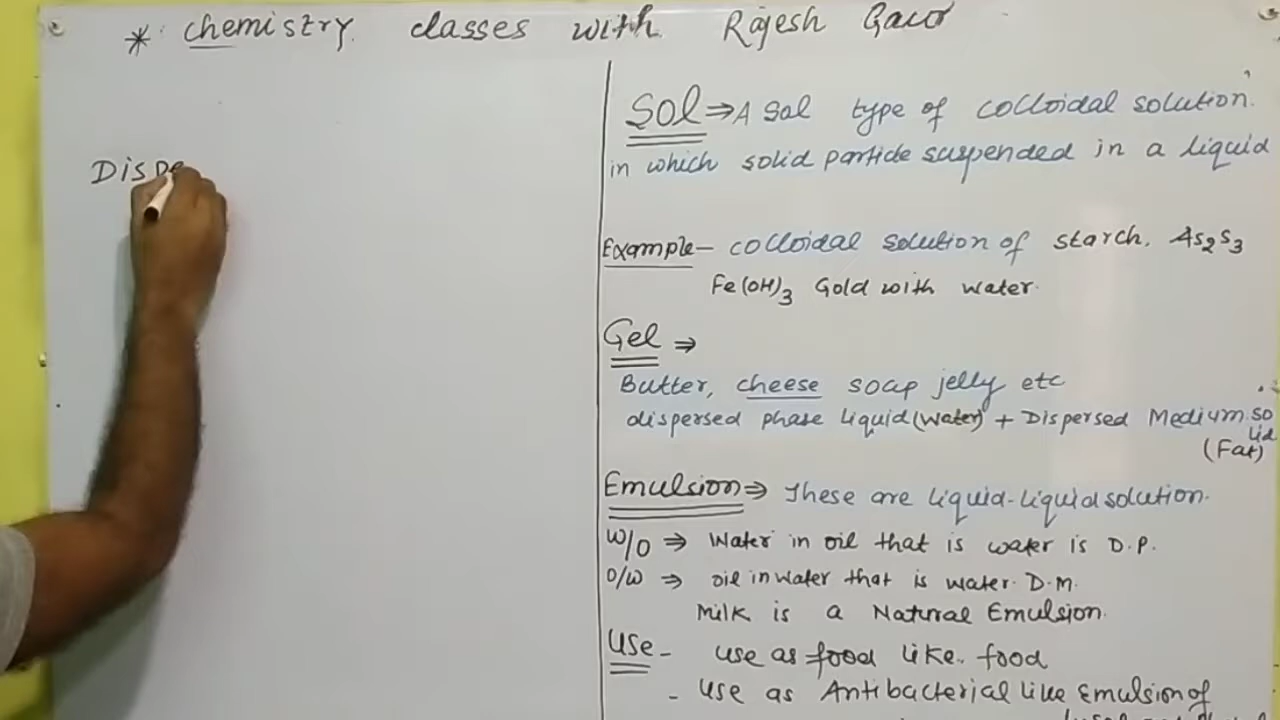 * chemistry classes with Rajesh Gaur
Dispe
Sol ⇒ A Sol type of colloidal solution.
in which solid particle suspended in a liquid
Example – colloidal solution of starch, As₂S₃
Fe(OH)₃ Gold with water.
Gel ⇒
Butter, cheese soap jelly etc
dispersed phase liquid (water) + Dispersed Medium so
lid
(Fat)
Emulsion ⇒ These are liquid-liquid solution.
W/O ⇒ Water in oil that is water is D.P.
O/W ⇒ oil in water that is water D.M.
Milk is a Natural Emulsion.
Use - use as food like food
- use as Antibacterial like Emulsion of